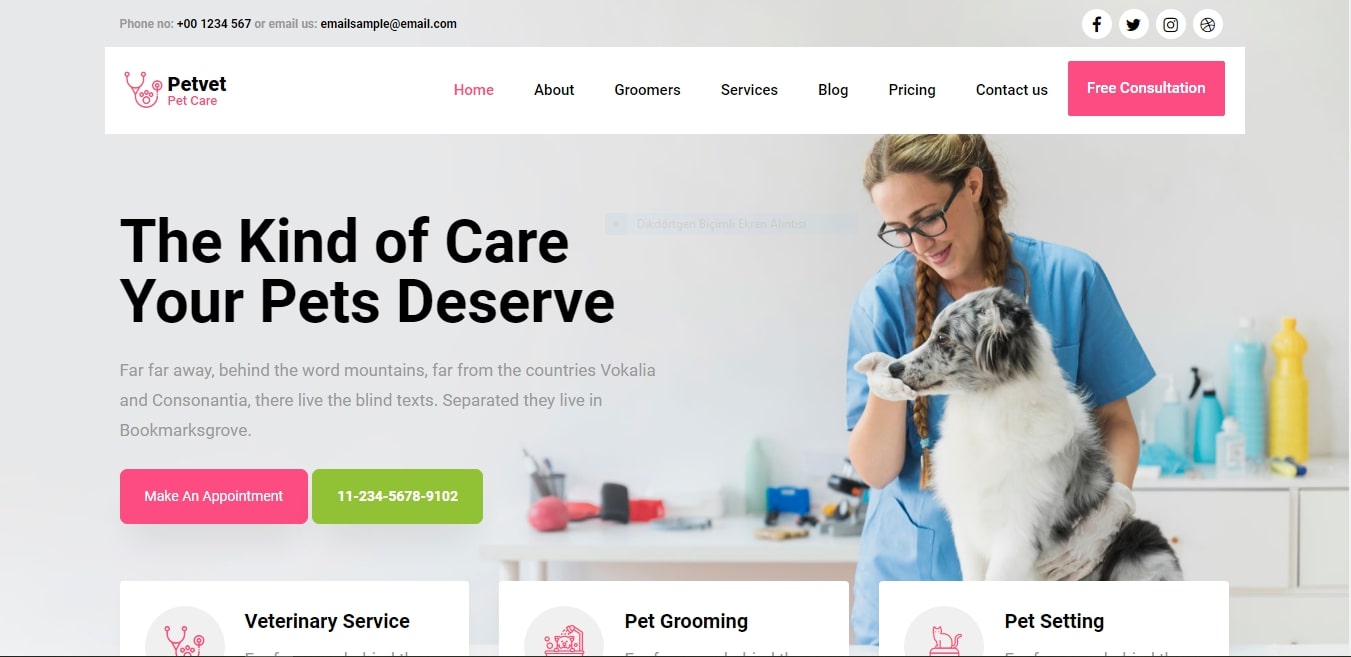 Phone no: +00 1234 567 or email us: emailsample@email.com
Petvet
Pet Care
Home About Groomers Services Blog Pricing Contact us Free Consultation
Dikdörtgen Biçimli Ekran Alıntısı
The Kind of Care
Your Pets Deserve
Far far away, behind the word mountains, far from the countries Vokalia
and Consonantia, there live the blind texts. Separated they live in
Bookmarksgrove.
Make An Appointment 11-234-5678-9102
Veterinary Service Pet Grooming Pet Setting